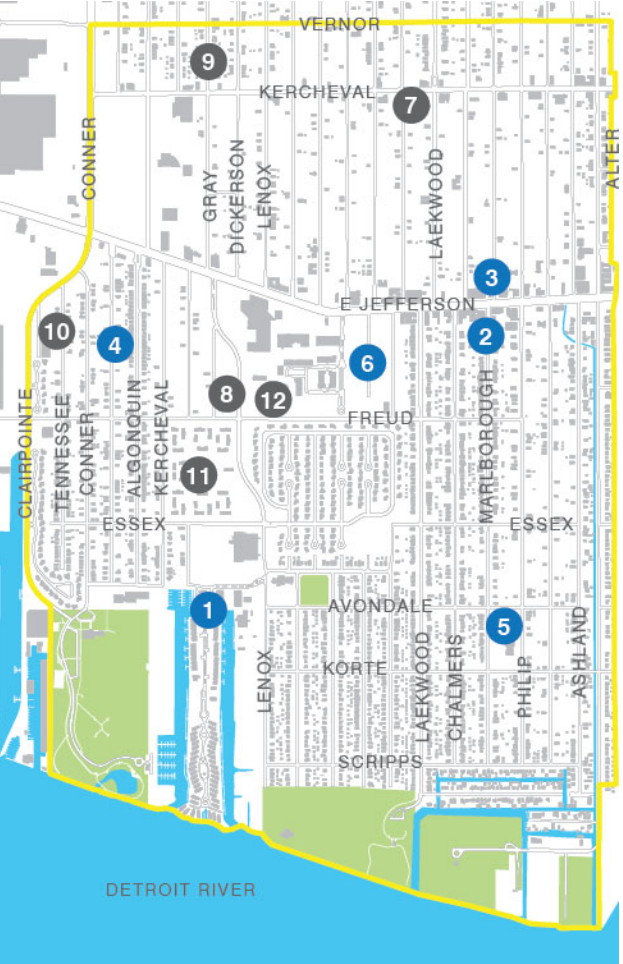 VERNOR
9
KERCHEVAL
7
CONNER
GRAY
DICKERSON
LENOX
LAEKWOOD
ALTER
3
E JEFFERSON
10
4
2
6
8
12
FREUD
CLAIRPOINTE
TENNESSEE
CONNER
ALGONQUIN
KERCHEVAL
MARLBOROUGH
11
ESSEX
ESSEX
1
AVONDALE
5
LENOX
KORTE
LAEKWOOD
CHALMERS
PHILIP
ASHLAND
SCRIPPS
DETROIT RIVER